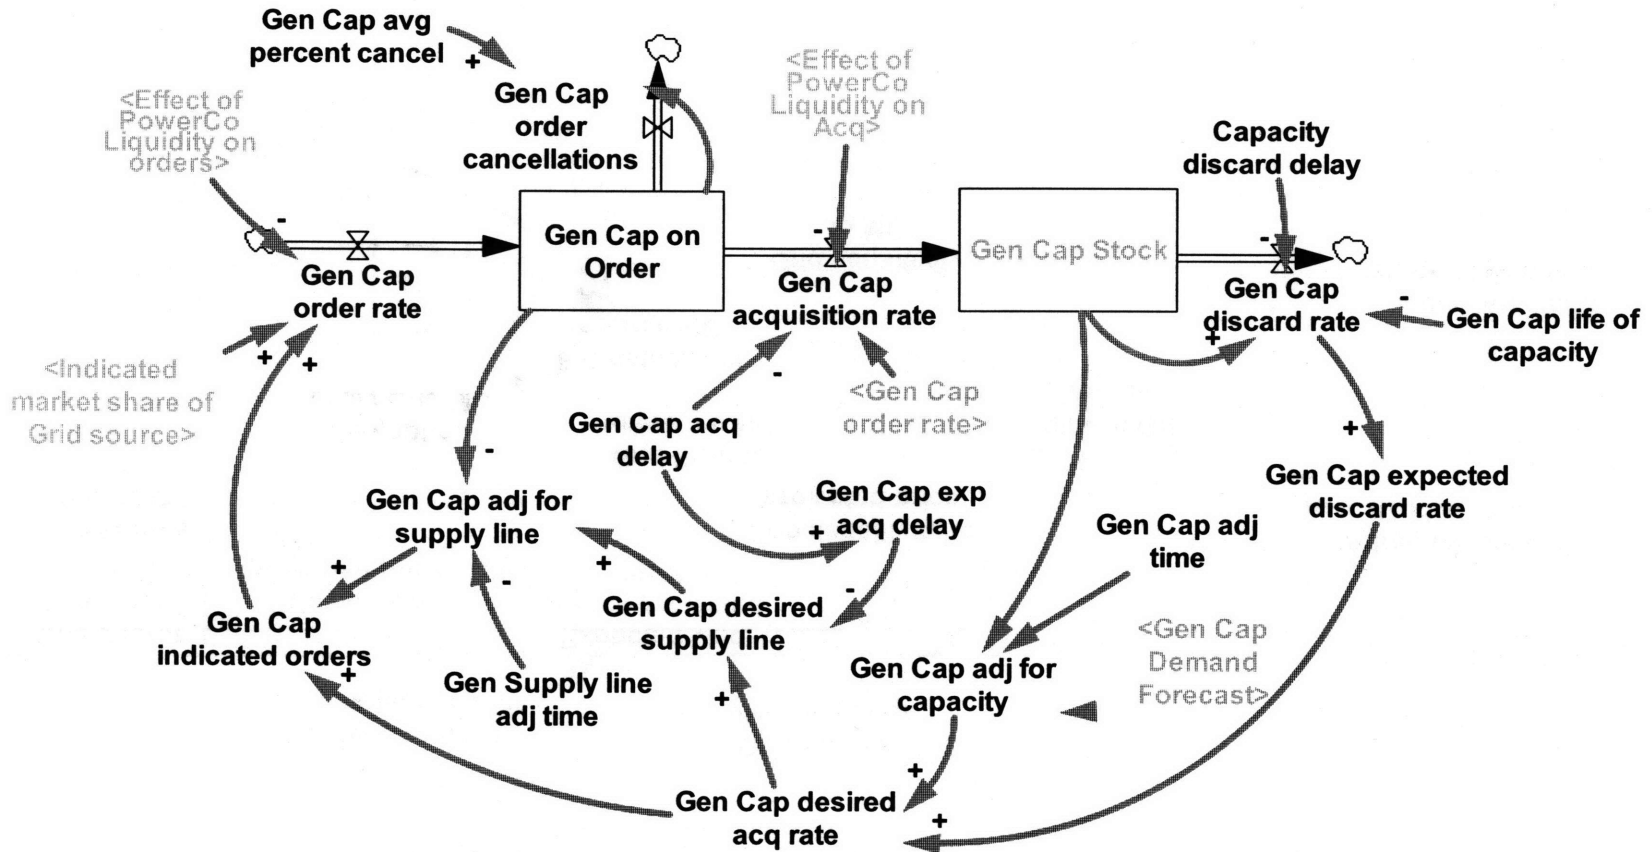 Gen Cap avg
percent cancel
+
<Effect of
PowerCo
Liquidity on
orders>
Gen Cap
order
cancellations
<Effect of
PowerCo
Liquidity on
Acq>
Capacity
discard delay
-
Gen Cap
order rate
+
+
Gen Cap on
Order
-
Gen Cap
acquisition rate
-
Gen Cap Stock
-
Gen Cap
discard rate
+
-
Gen Cap life of
capacity
<Indicated
market share of
Grid source>
<Gen Cap
order rate>
Gen Cap acq
delay
-
Gen Cap adj for
supply line
+
Gen Cap exp
acq delay
+
-
+
Gen Cap expected
discard rate
Gen Cap adj
time
+
-
Gen Cap desired
supply line
Gen Cap
indicated orders
+
Gen Supply line
adj time
+
Gen Cap adj for
capacity
<Gen Cap
Demand
Forecast>
+
Gen Cap desired
acq rate
+